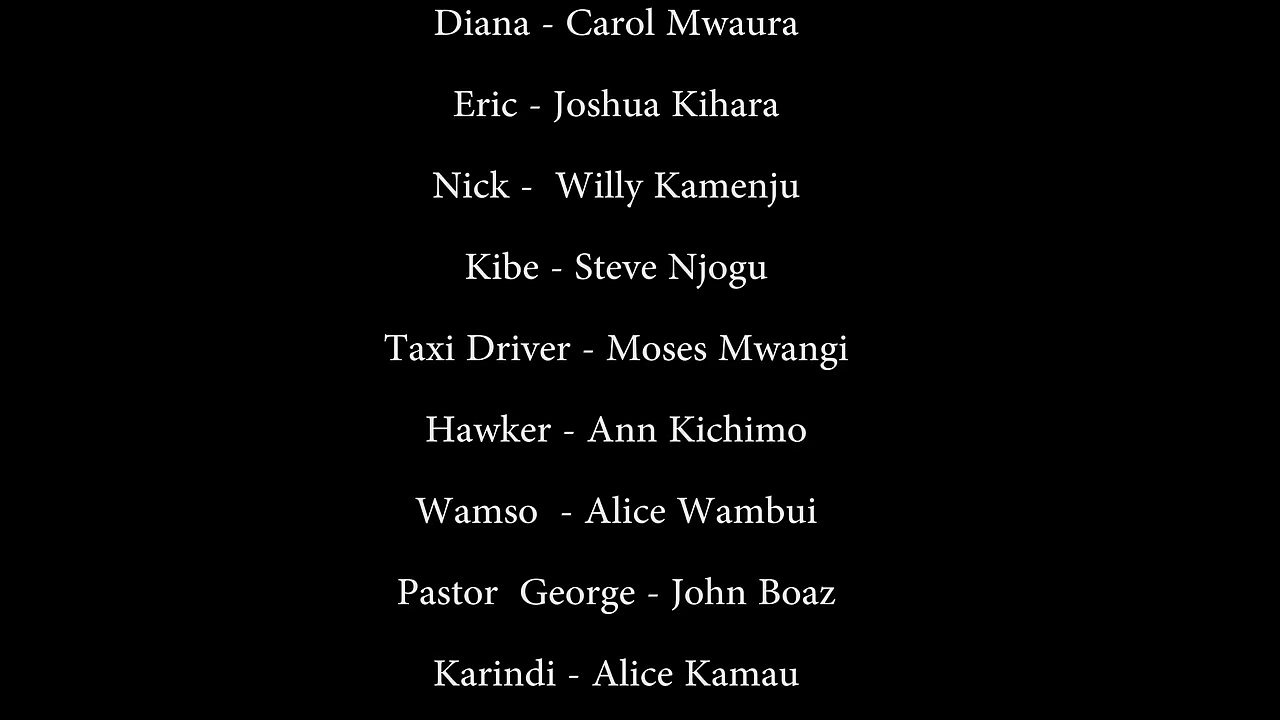 Diana - Carol Mwaura
Eric - Joshua Kihara
Nick -  Willy Kamenju
Kibe - Steve Njogu
Taxi Driver - Moses Mwangi
Hawker - Ann Kichimo
Wamso  - Alice Wambui
Pastor  George - John Boaz
Karindi - Alice Kamau